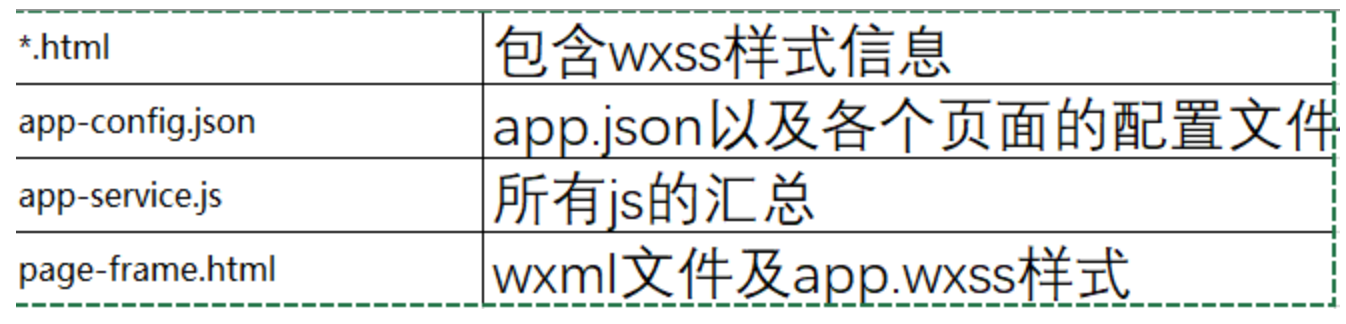 *.html 包含wxss样式信息
app-config.json app.json以及各个页面的配置文件
app-service.js 所有js的汇总
page-frame.html wxml文件及app.wxss样式